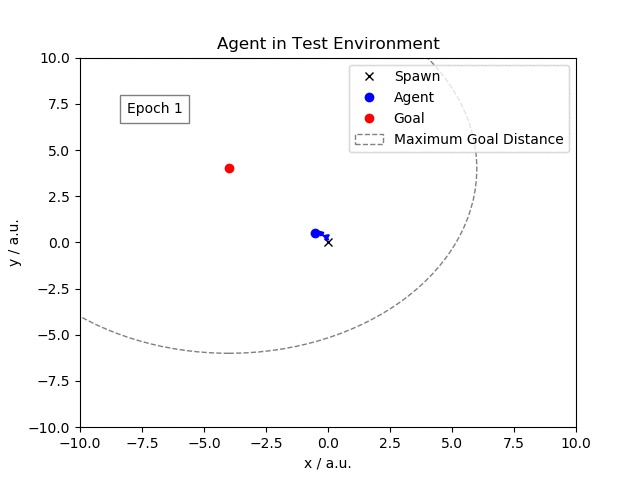 Agent in Test Environment
Epoch 1
Spawn
Agent
Goal
Maximum Goal Distance
10.0
7.5
5.0
2.5
0.0
−2.5
−5.0
−7.5
−10.0
y / a.u.
−10.0 −7.5 −5.0 −2.5 0.0 2.5 5.0 7.5 10.0
x / a.u.